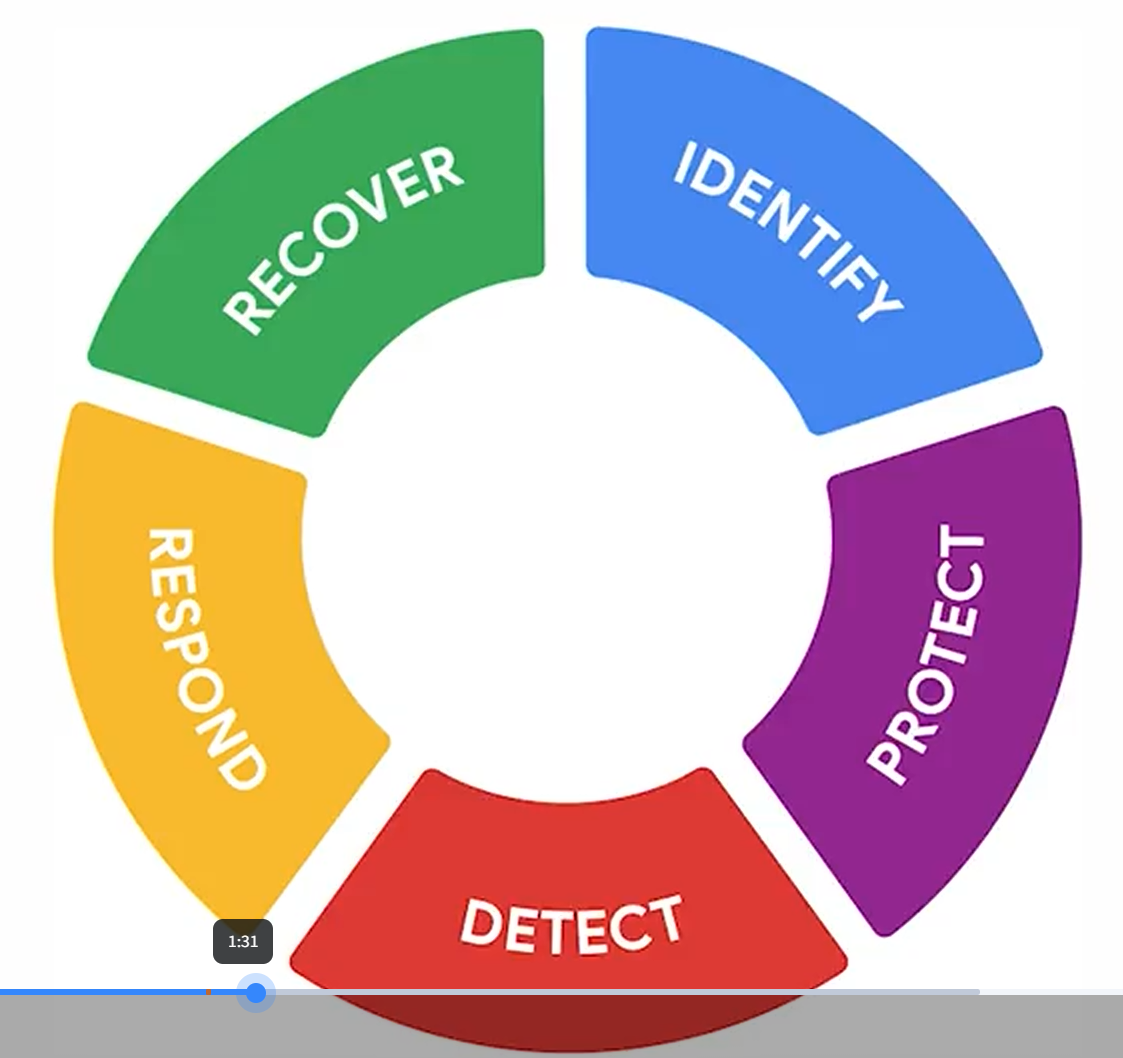 RECOVER
IDENTIFY
RESPOND
PROTECT
DETECT
1:31